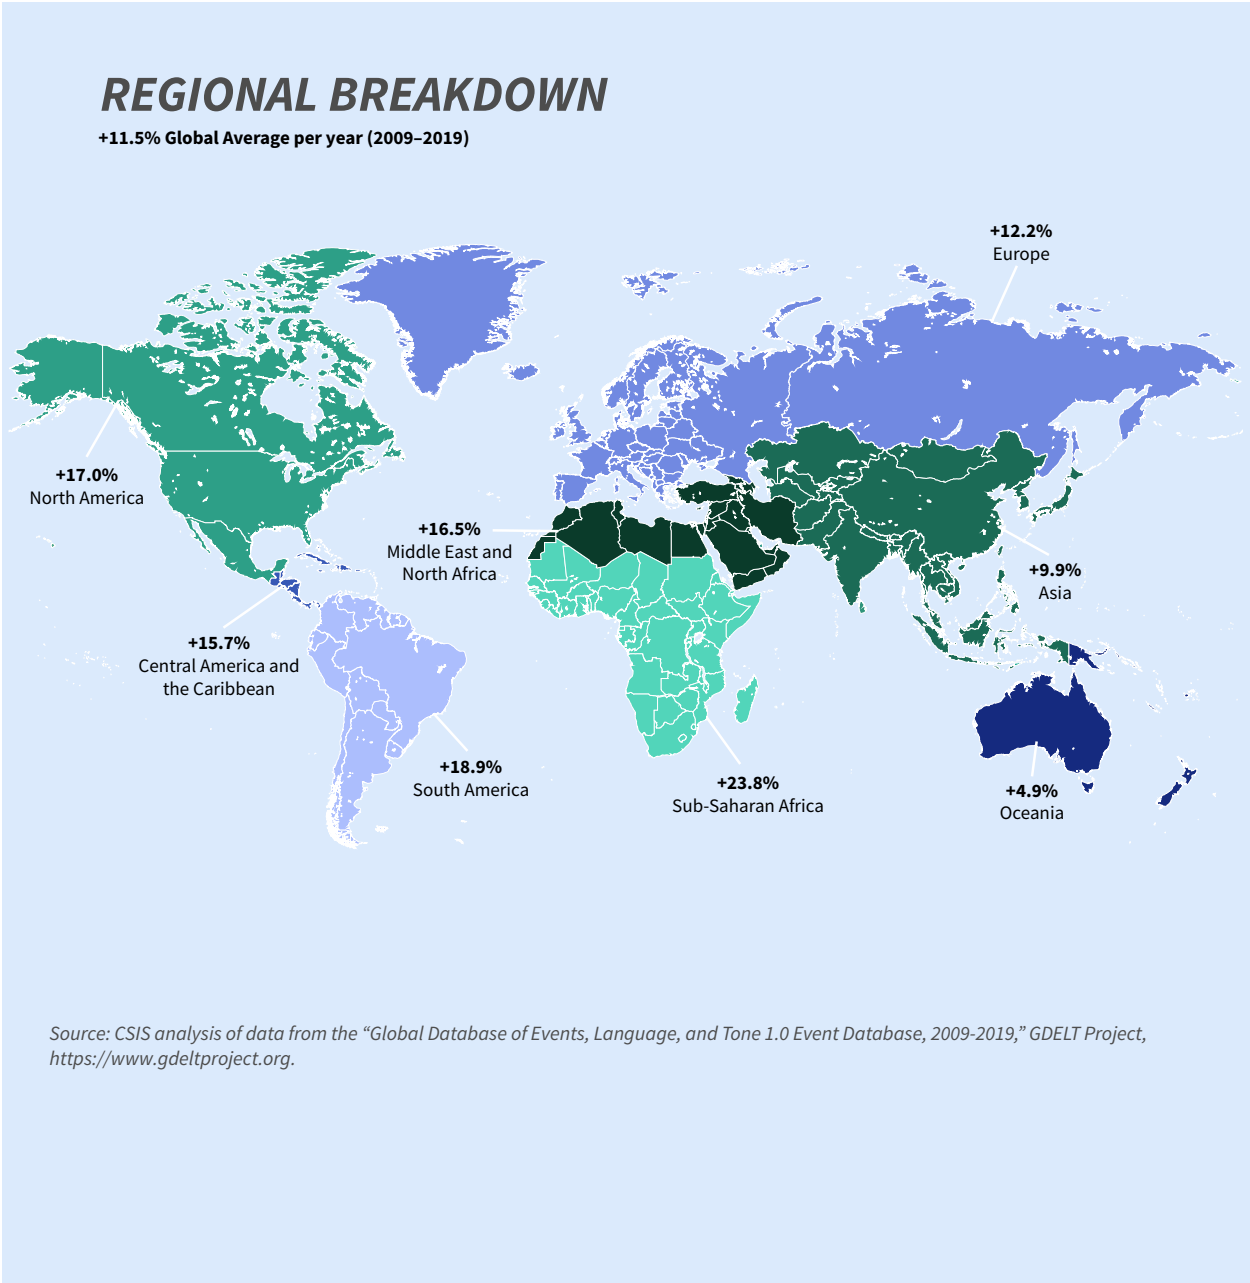 REGIONAL BREAKDOWN
+11.5% Global Average per year (2009–2019)
+12.2%
Europe
+17.0%
North America
+16.5%
Middle East and
North Africa
+9.9%
Asia
+15.7%
Central America and
the Caribbean
+18.9%
South America
+23.8%
Sub-Saharan Africa
+4.9%
Oceania
Source: CSIS analysis of data from the “Global Database of Events, Language, and Tone 1.0 Event Database, 2009-2019,” GDELT Project,
https://www.gdeltproject.org.